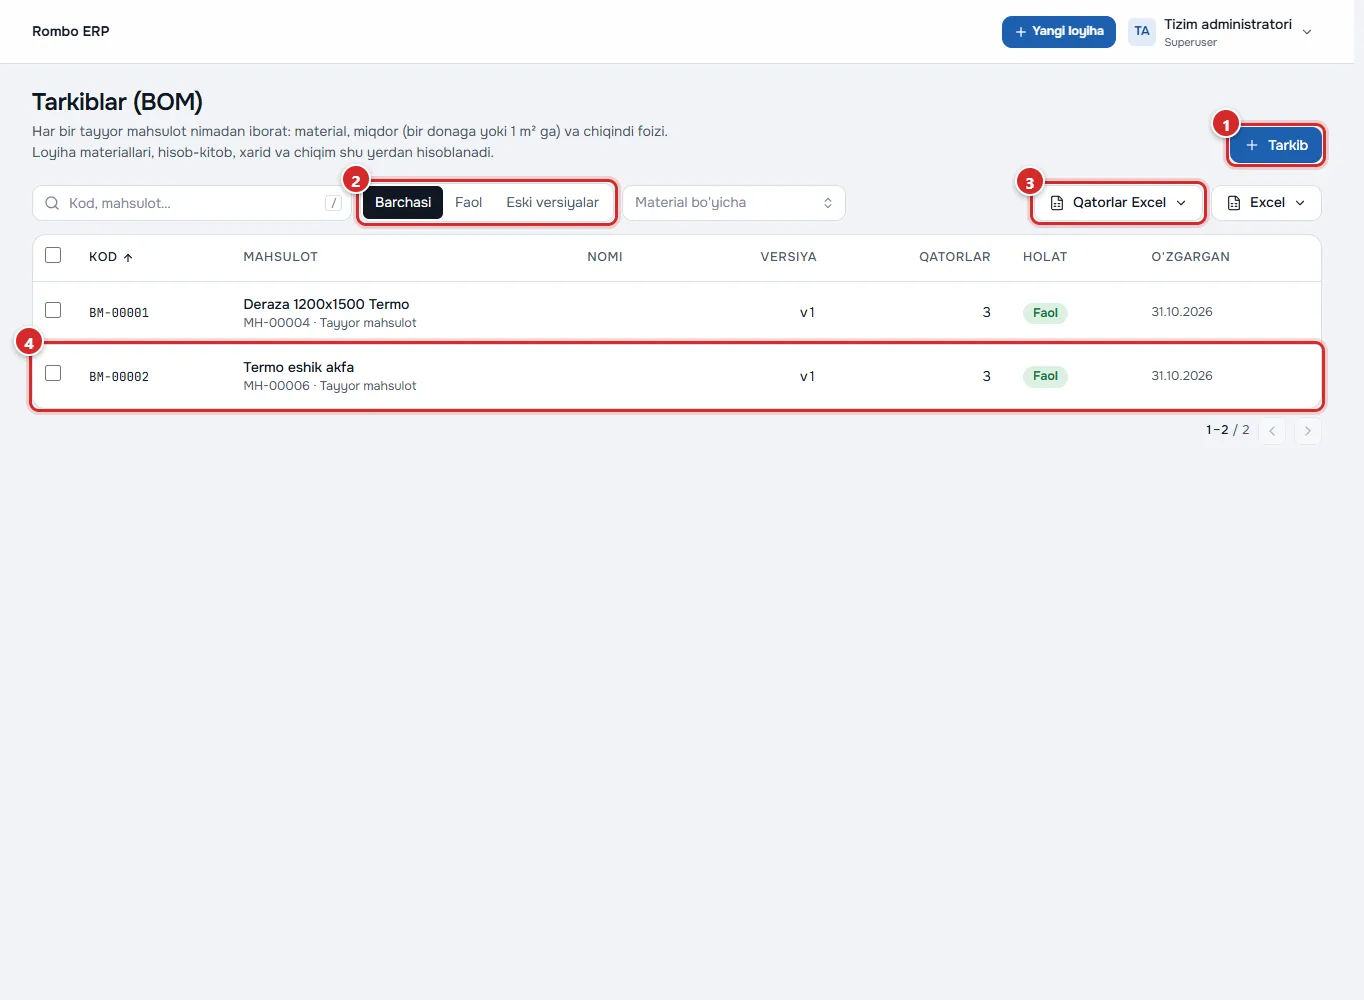 Rombo ERP
+ Yangi loyiha
TA
Tizim administratori
Superuser
Tarkiblar (BOM)
Har bir tayyor mahsulot nimadan iborat: material, miqdor (bir donaga yoki 1 m² ga) va chiqindi foizi.
Loyiha materiallari, hisob-kitob, xarid va chiqim shu yerdan hisoblanadi.
1
+ Tarkib
Kod, mahsulot...
/
2
Barchasi
Faol
Eski versiyalar
Material bo'yicha
3
Qatorlar Excel
Excel
KOD ↑ MAHSULOT NOMI VERSIYA QATORLAR HOLAT O'ZGARGAN
BM-00001 Deraza 1200x1500 Termo v1 3 Faol 31.10.2026
MH-00004 · Tayyor mahsulot
4
BM-00002 Termo eshik akfa v1 3 Faol 31.10.2026
MH-00006 · Tayyor mahsulot
1–2 / 2